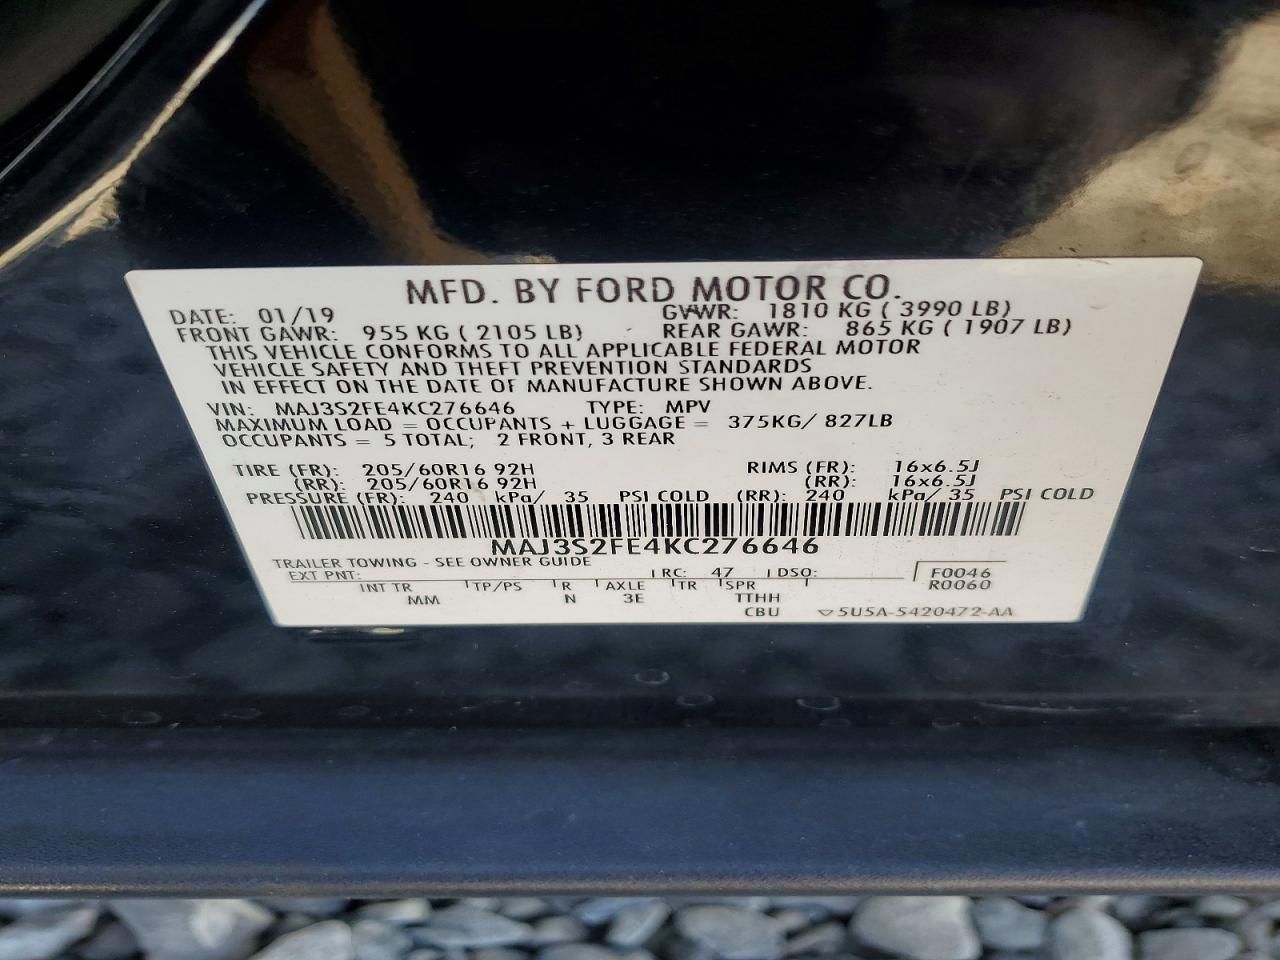 MFD. BY FORD MOTOR CO.
DATE: 01/19 GVWR: 1810 KG ( 3990 LB)
FRONT GAWR: 955 KG ( 2105 LB) REAR GAWR: 865 KG ( 1907 LB)
THIS VEHICLE CONFORMS TO ALL APPLICABLE FEDERAL MOTOR
VEHICLE SAFETY AND THEFT PREVENTION STANDARDS
IN EFFECT ON THE DATE OF MANUFACTURE SHOWN ABOVE.
VIN: MAJ3S2FE4KC276646 TYPE: MPV
MAXIMUM LOAD = OCCUPANTS + LUGGAGE = 375KG/ 827LB
OCCUPANTS = 5 TOTAL; 2 FRONT, 3 REAR
TIRE (FR): 205/60R16 92H RIMS (FR): 16x6.5J
(RR): 205/60R16 92H (RR): 16x6.5J
PRESSURE (FR): 240 kPa/ 35 PSI COLD (RR): 240 kPa/ 35 PSI COLD
MAJ3S2FE4KC276646
TRAILER TOWING - SEE OWNER GUIDE
EXT PNT: RC: 47 DSO: F0046
INT TR TP/PS R AXLE TR SPR R0060
MM N 3E TTHH
CBU ▽5U5A-5420472-AA